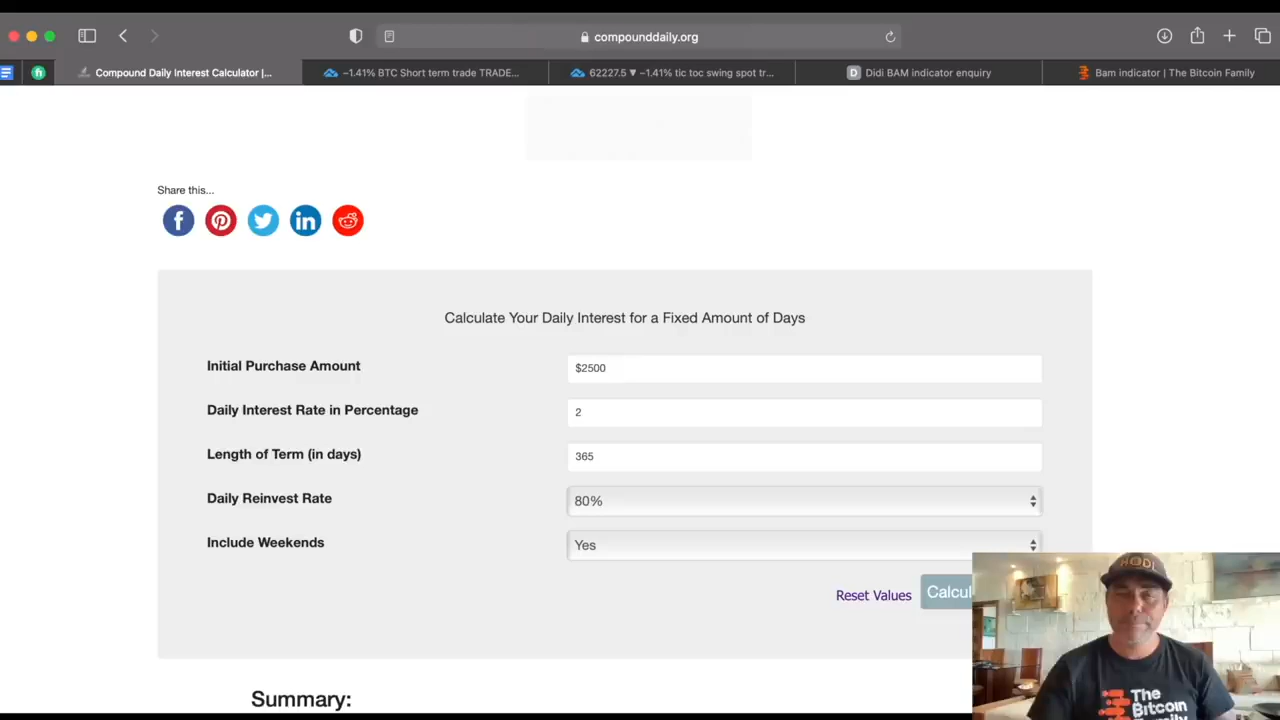 compounddaily.org
Compound Daily Interest Calculator |...
−1.41% BTC Short term trade TRADE...
62227.5 ▼ −1.41% tic toc swing spot tr...
D
Didi BAM indicator enquiry
Bam indicator | The Bitcoin Family
Share this...
Calculate Your Daily Interest for a Fixed Amount of Days
Initial Purchase Amount
$2500
Daily Interest Rate in Percentage
2
Length of Term (in days)
365
Daily Reinvest Rate
80%
Include Weekends
Yes
Reset Values
Calcul
Summary:
HODL
The
Bitcoin
Family